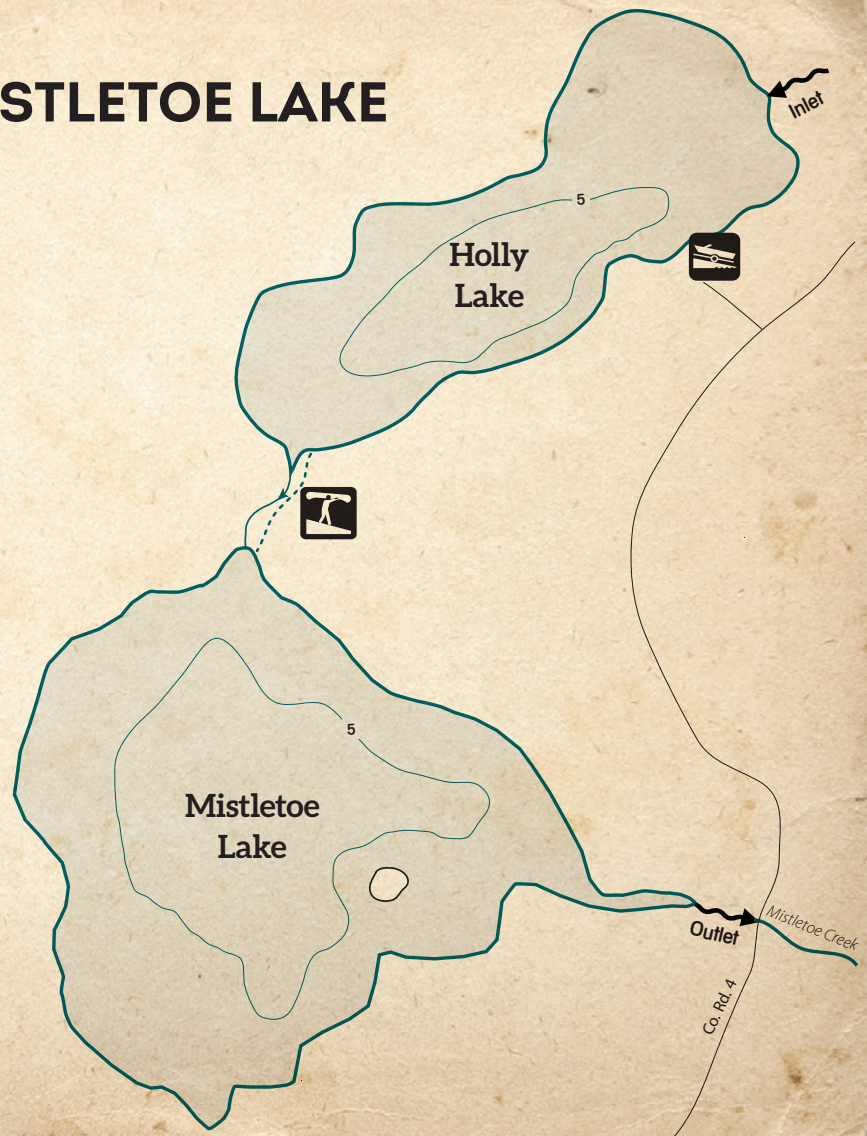 STLETOE LAKE
Inlet
5
Holly
Lake
5
Mistletoe
Lake
Outlet
Mistletoe Creek
Co. Rd. 4